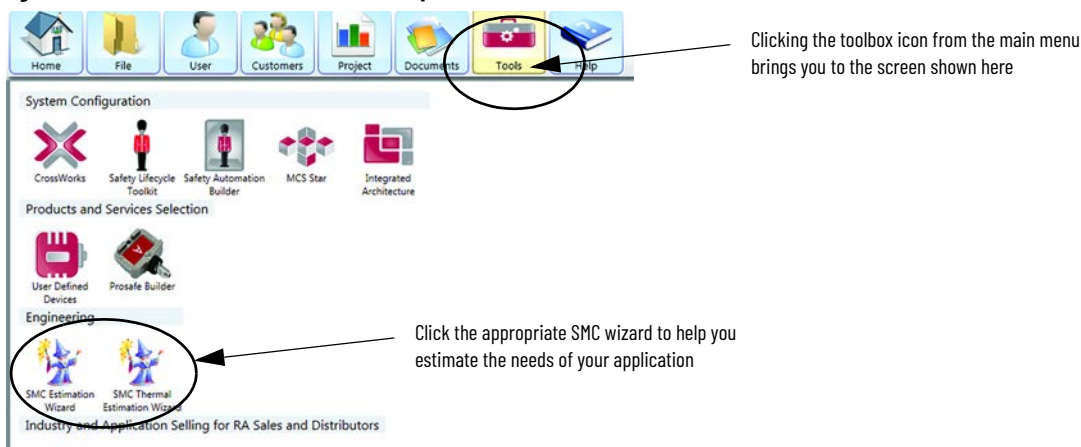 Home File User Customers Project Documents Tools Help
Clicking the toolbox icon from the main menu
brings you to the screen shown here
System Configuration
CrossWorks Safety Lifecycle Safety Automation MCS Star Integrated
Toolkit Builder Architecture
Products and Services Selection
User Defined Prosafe Builder
Devices
Engineering
Click the appropriate SMC wizard to help you
estimate the needs of your application
SMC Estimation SMC Thermal
Wizard Estimation Wizard
Industry and Application Selling for RA Sales and Distributors